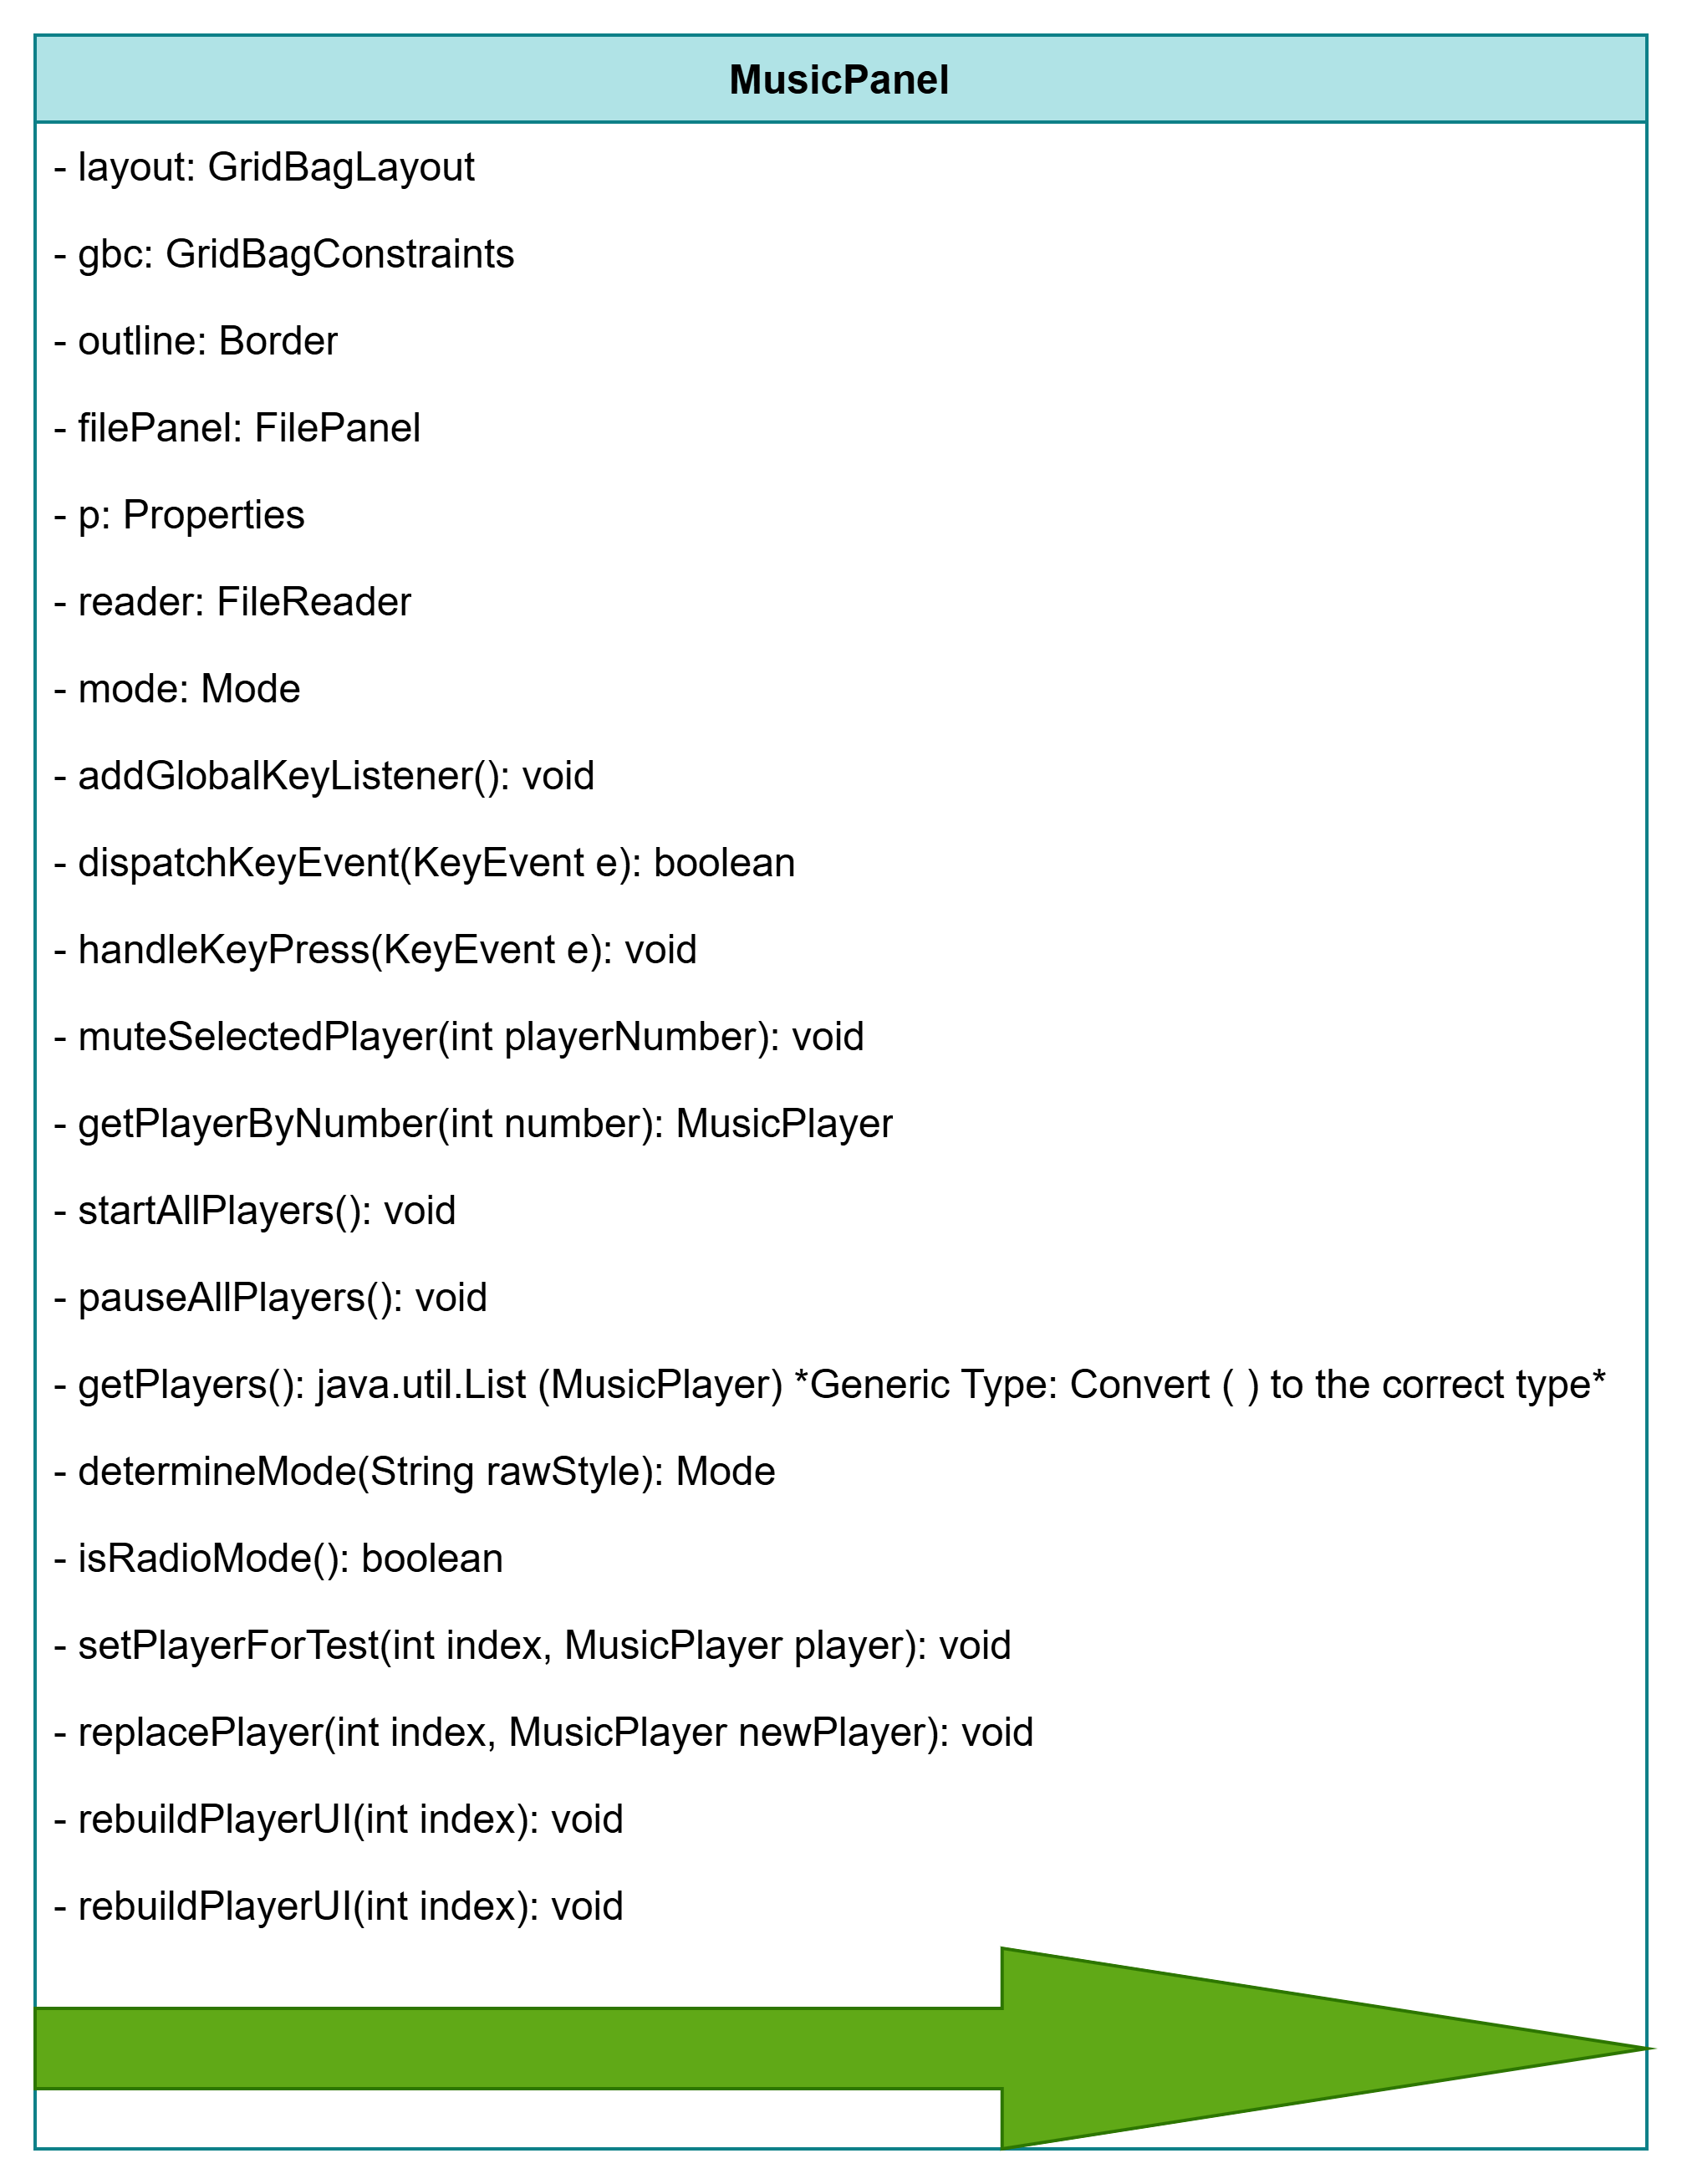 MusicPanel
- layout: GridBagLayout
- gbc: GridBagConstraints
- outline: Border
- filePanel: FilePanel
- p: Properties
- reader: FileReader
- mode: Mode
- addGlobalKeyListener(): void
- dispatchKeyEvent(KeyEvent e): boolean
- handleKeyPress(KeyEvent e): void
- muteSelectedPlayer(int playerNumber): void
- getPlayerByNumber(int number): MusicPlayer
- startAllPlayers(): void
- pauseAllPlayers(): void
- getPlayers(): java.util.List (MusicPlayer) *Generic Type: Convert ( ) to the correct type*
- determineMode(String rawStyle): Mode
- isRadioMode(): boolean
- setPlayerForTest(int index, MusicPlayer player): void
- replacePlayer(int index, MusicPlayer newPlayer): void
- rebuildPlayerUI(int index): void
- rebuildPlayerUI(int index): void